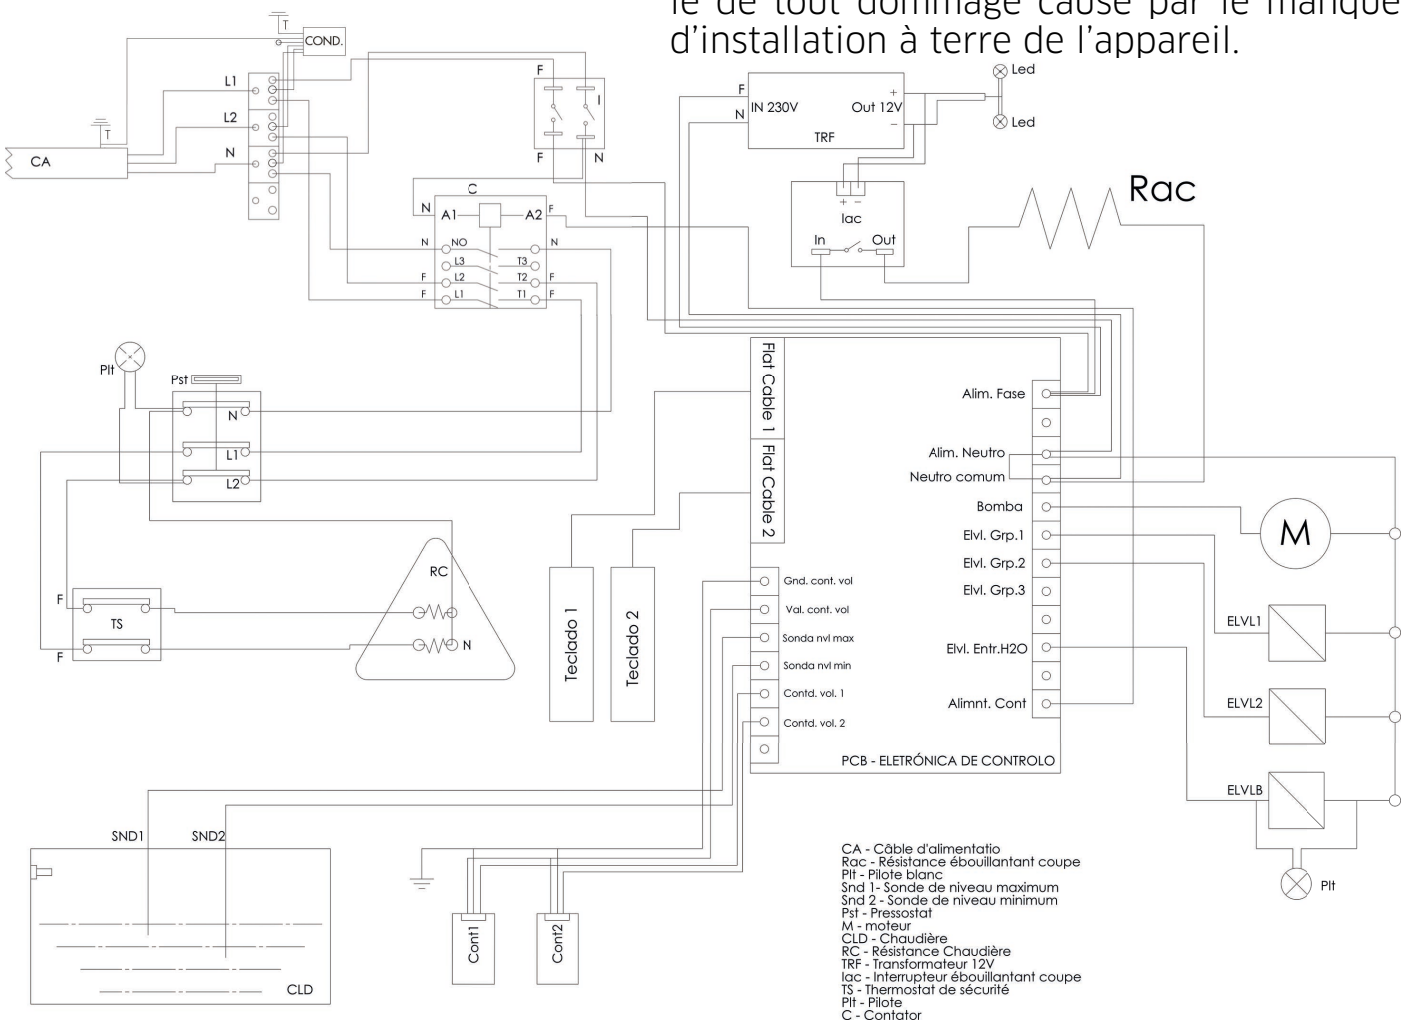 le de tout dommage causé par le manque
d'installation à terre de l'appareil.
T
COND.
L1
L2
N
T
CA
F
I
F
N
F
N
IN 230V
+
Out 12V
−
TRF
Led
Led
+ −
Iac
In
Out
Rac
C
N
A1
A2
F
N
NO
N
L3
T3
F
L2
T2
F
F
L1
T1
F
Plt
Pst
N
L1
L2
F
TS
F
RC
N
Flat Cable 1
Flat Cable 2
Teclado 1
Teclado 2
Alim. Fase
Alim. Neutro
Neutro comum
Bomba
Elvl. Grp.1
Elvl. Grp.2
Elvl. Grp.3
Elvl. Entr.H2O
Alimnt. Cont
Gnd. cont. vol
Val. cont. vol
Sonda nvl max
Sonda nvl min
Contd. vol. 1
Contd. vol. 2
PCB - ELETRÓNICA DE CONTROLO
M
ELVL1
ELVL2
ELVLB
Plt
SND1
SND2
CLD
Cont1
Cont2
CA - Câble d'alimentatio
Rac - Résistance ébouillantant coupe
Plt - Pilote blanc
Snd 1- Sonde de niveau maximum
Snd 2 - Sonde de niveau minimum
Pst - Pressostat
M - moteur
CLD - Chaudière
RC - Résistance Chaudière
TRF - Transformateur 12V
Iac - Interrupteur ébouillantant coupe
TS - Thermostat de sécurité
Plt - Pilote
C - Contator